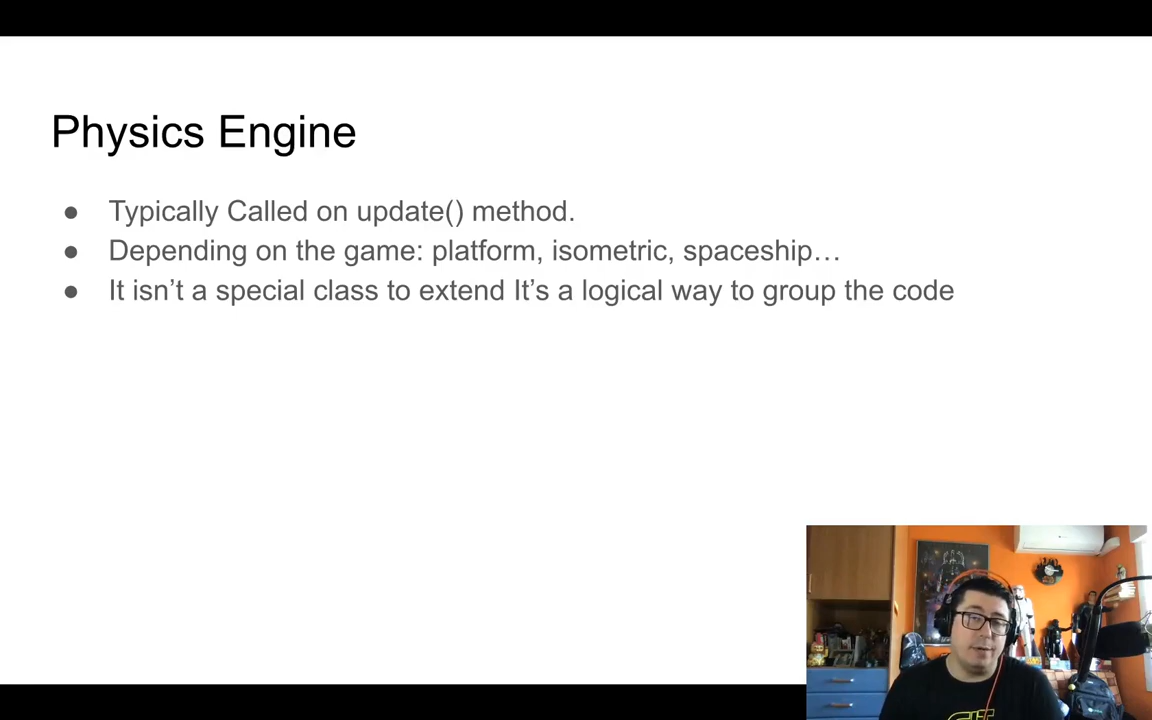 Physics Engine
● Typically Called on update() method.
● Depending on the game: platform, isometric, spaceship…
● It isn’t a special class to extend It’s a logical way to group the code